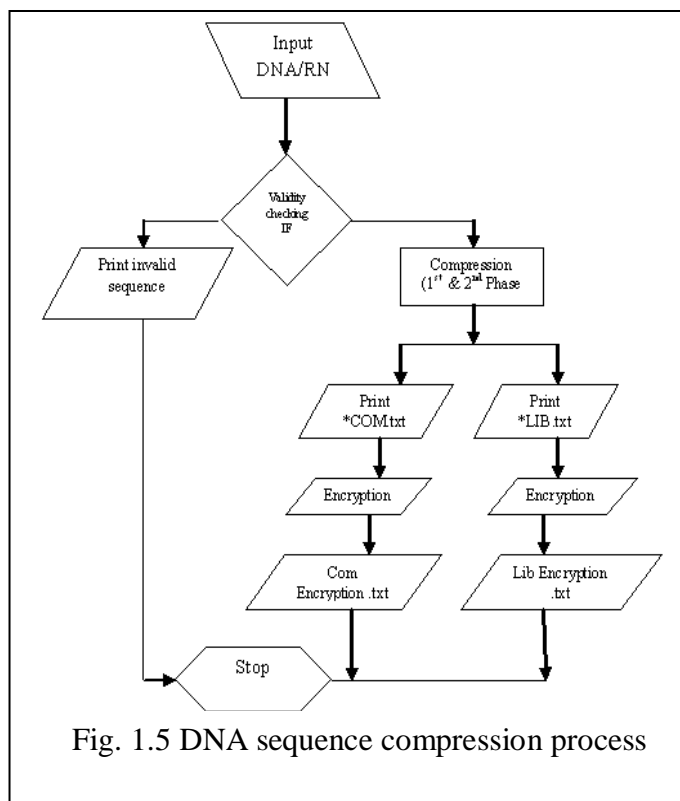 Input
DNA/RN
Validity
checking
IF
Print invalid
sequence
Compression
(1st & 2nd Phase
Print
*COM.txt
Print
*LIB.txt
Encryption
Encryption
Com
Encryption .txt
Lib Encryption
.txt
Stop
Fig. 1.5 DNA sequence compression process